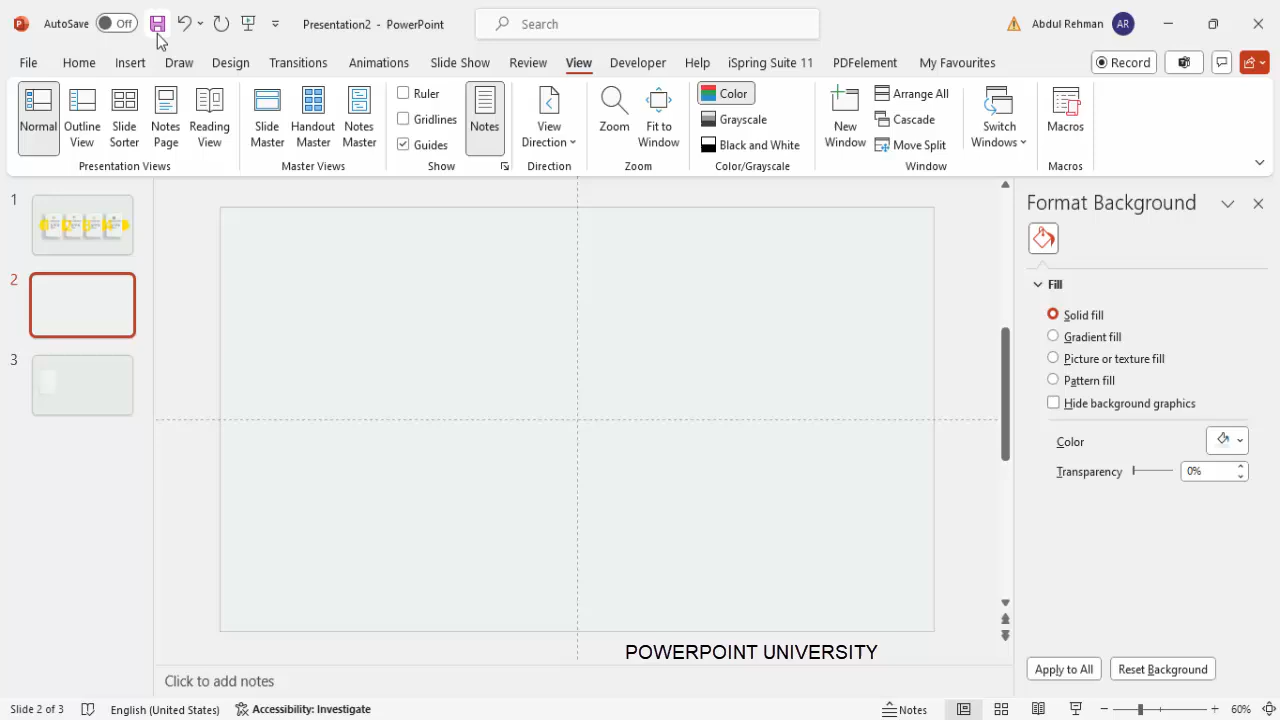 AutoSave Off Presentation2 - PowerPoint Search Abdul Rehman AR
File Home Insert Draw Design Transitions Animations Slide Show Review View Developer Help iSpring Suite 11 PDFelement My Favourites Record
Normal Outline View Slide Sorter Notes Page Reading View
Presentation Views
Slide Master Handout Master Notes Master
Master Views
Ruler
Gridlines
Guides
Show
Notes
View Direction
Direction
Zoom Fit to Window
Zoom
Color
Grayscale
Black and White
Color/Grayscale
New Window
Arrange All
Cascade
Move Split
Switch Windows
Window
Macros
Macros
1
2
3
Format Background
Fill
Solid fill
Gradient fill
Picture or texture fill
Pattern fill
Hide background graphics
Color
Transparency 0%
Apply to All Reset Background
POWERPOINT UNIVERSITY
Click to add notes
Slide 2 of 3 English (United States) Accessibility: Investigate Notes 60%